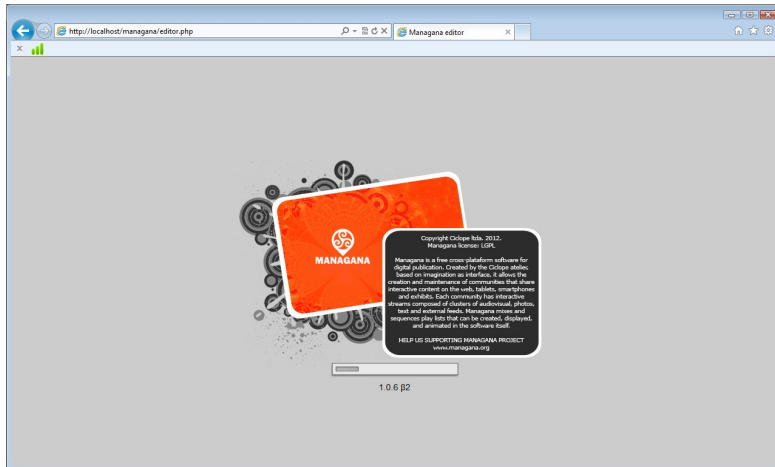 http://localhost/managana/editor.php
Managana editor
MANAGANA
Copyright Ciclope ltda. 2012.
Managana license: LGPL
Managana is a free cross-plataform software for
digital publication. Created by the Ciclope atelier,
based on imagination as interface, it allows the
creation and maintenance of communities that share
interactive content on the web, tablets, smartphones
and exhibits. Each community has interactive
streams composed of clusters of audiovisual, photos,
text and external feeds. Managana mixes and
sequences play lists that can be created, displayed,
and animated in the software itself.
HELP US SUPPORTING MANAGANA PROJECT
www.managana.org
1.0.6 β2